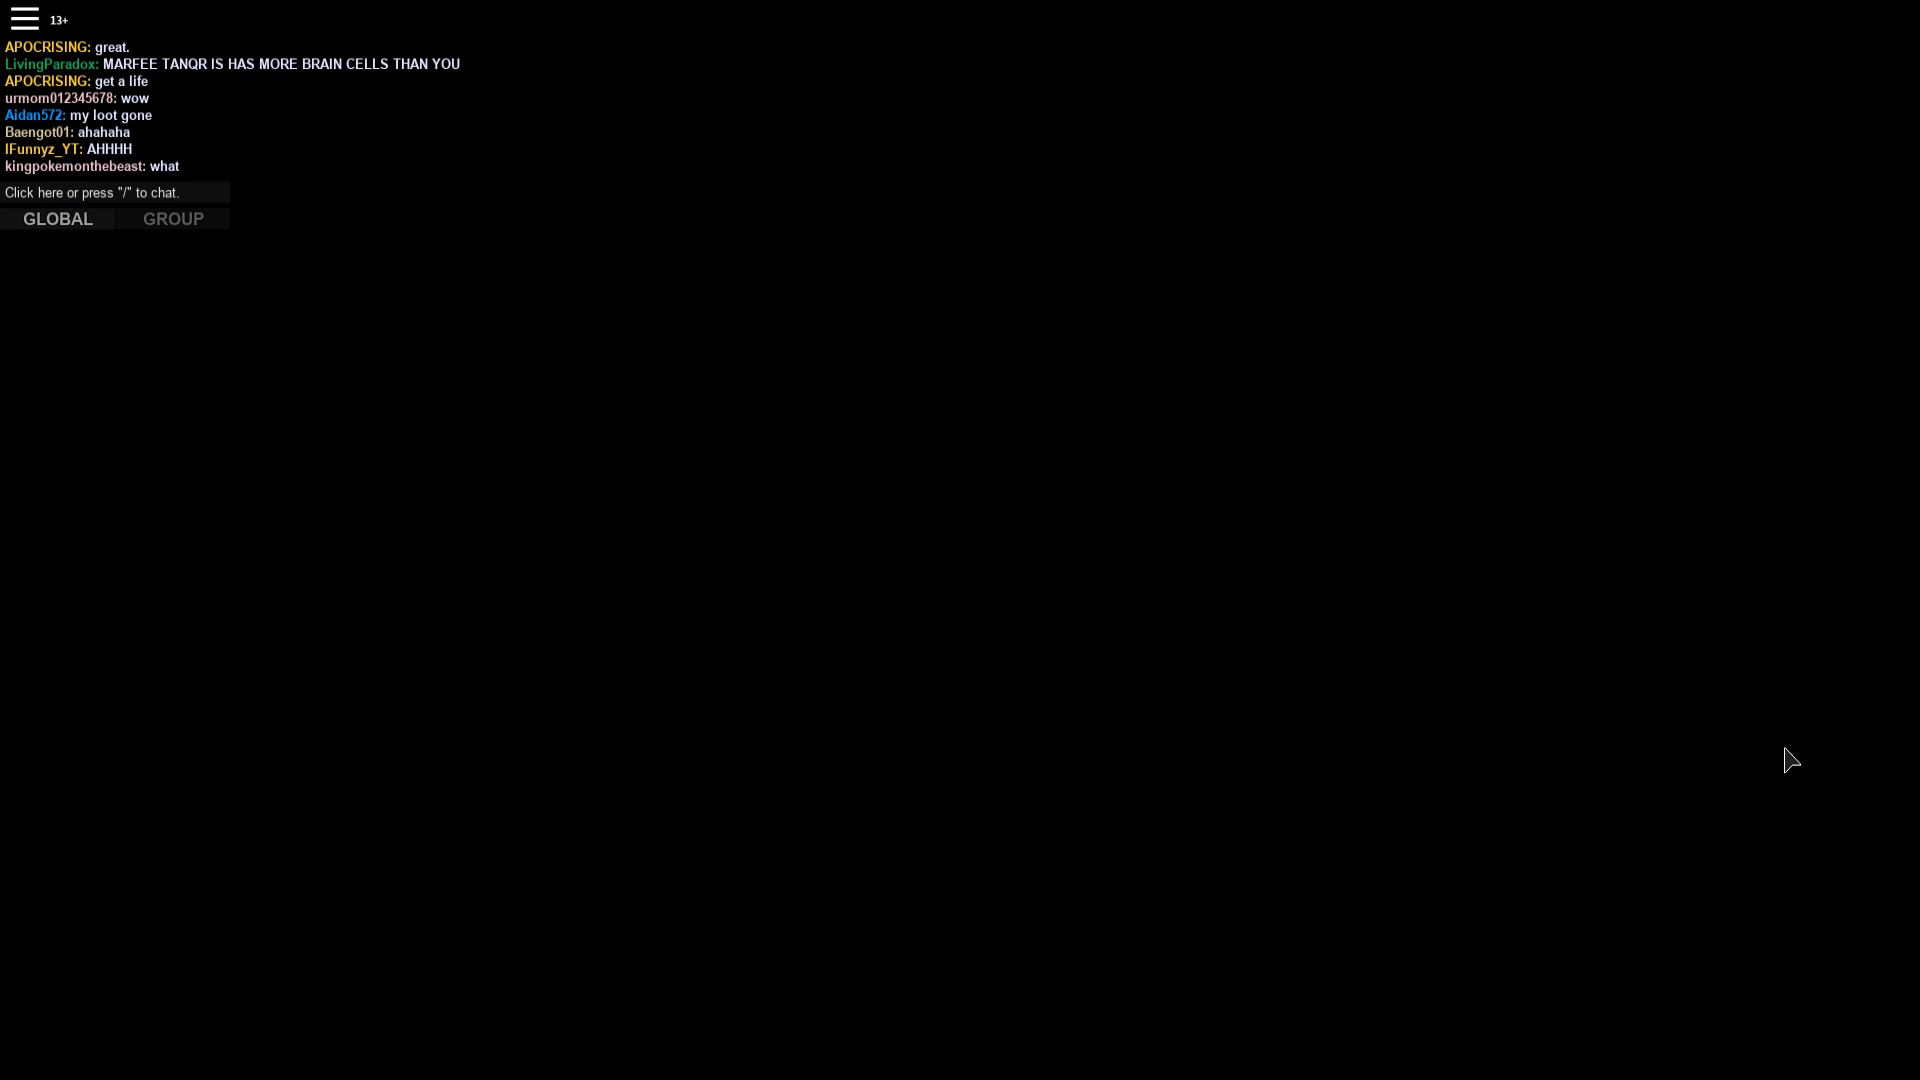 13+
APOCRISING: great.
LivingParadox: MARFEE TANQR IS HAS MORE BRAIN CELLS THAN YOU
APOCRISING: get a life
urmom012345678: wow
Aidan572: my loot gone
Baengot01: ahahaha
IFunnyz_YT: AHHHH
kingpokemonthebeast: what
Click here or press "/" to chat.
GLOBAL GROUP